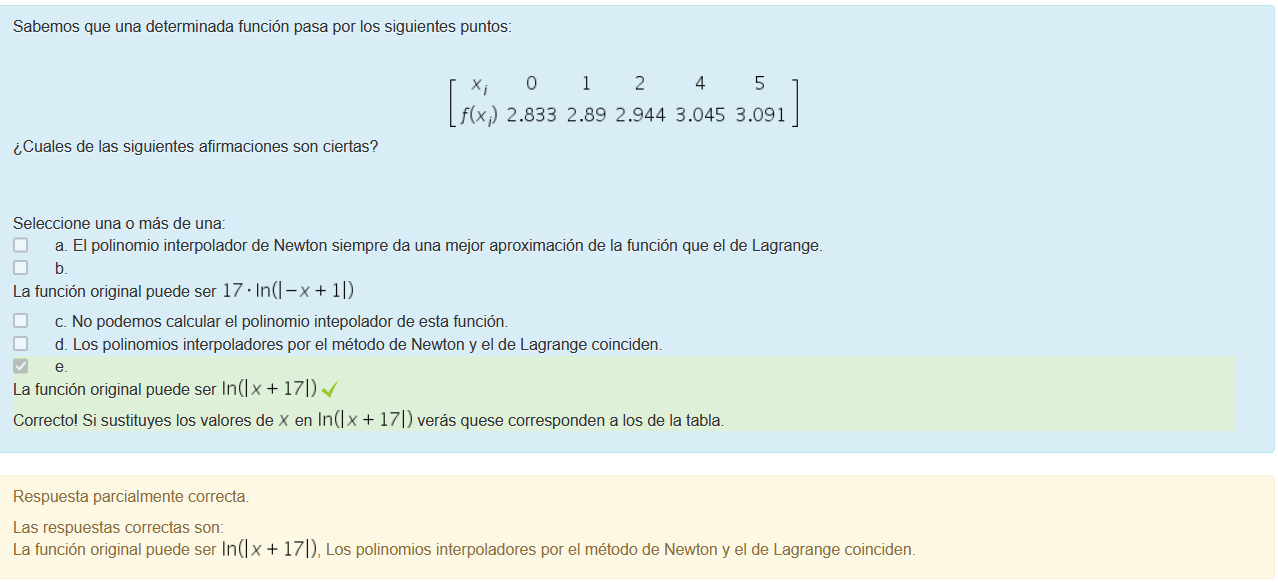 Sabemos que una determinada función pasa por los siguientes puntos:
x_i 0 1 2 4 5
f(x_i) 2.833 2.89 2.944 3.045 3.091
¿Cuales de las siguientes afirmaciones son ciertas?
Seleccione una o más de una:
a. El polinomio interpolador de Newton siempre da una mejor aproximación de la función que el de Lagrange.
b.
La función original puede ser 17 · ln(|−x + 1|)
c. No podemos calcular el polinomio intepolador de esta función.
d. Los polinomios interpoladores por el método de Newton y el de Lagrange coinciden.
e.
La función original puede ser ln(|x + 17|)
Correcto! Si sustituyes los valores de x en ln(|x + 17|) verás quese corresponden a los de la tabla.
Respuesta parcialmente correcta.
Las respuestas correctas son:
La función original puede ser ln(|x + 17|), Los polinomios interpoladores por el método de Newton y el de Lagrange coinciden.